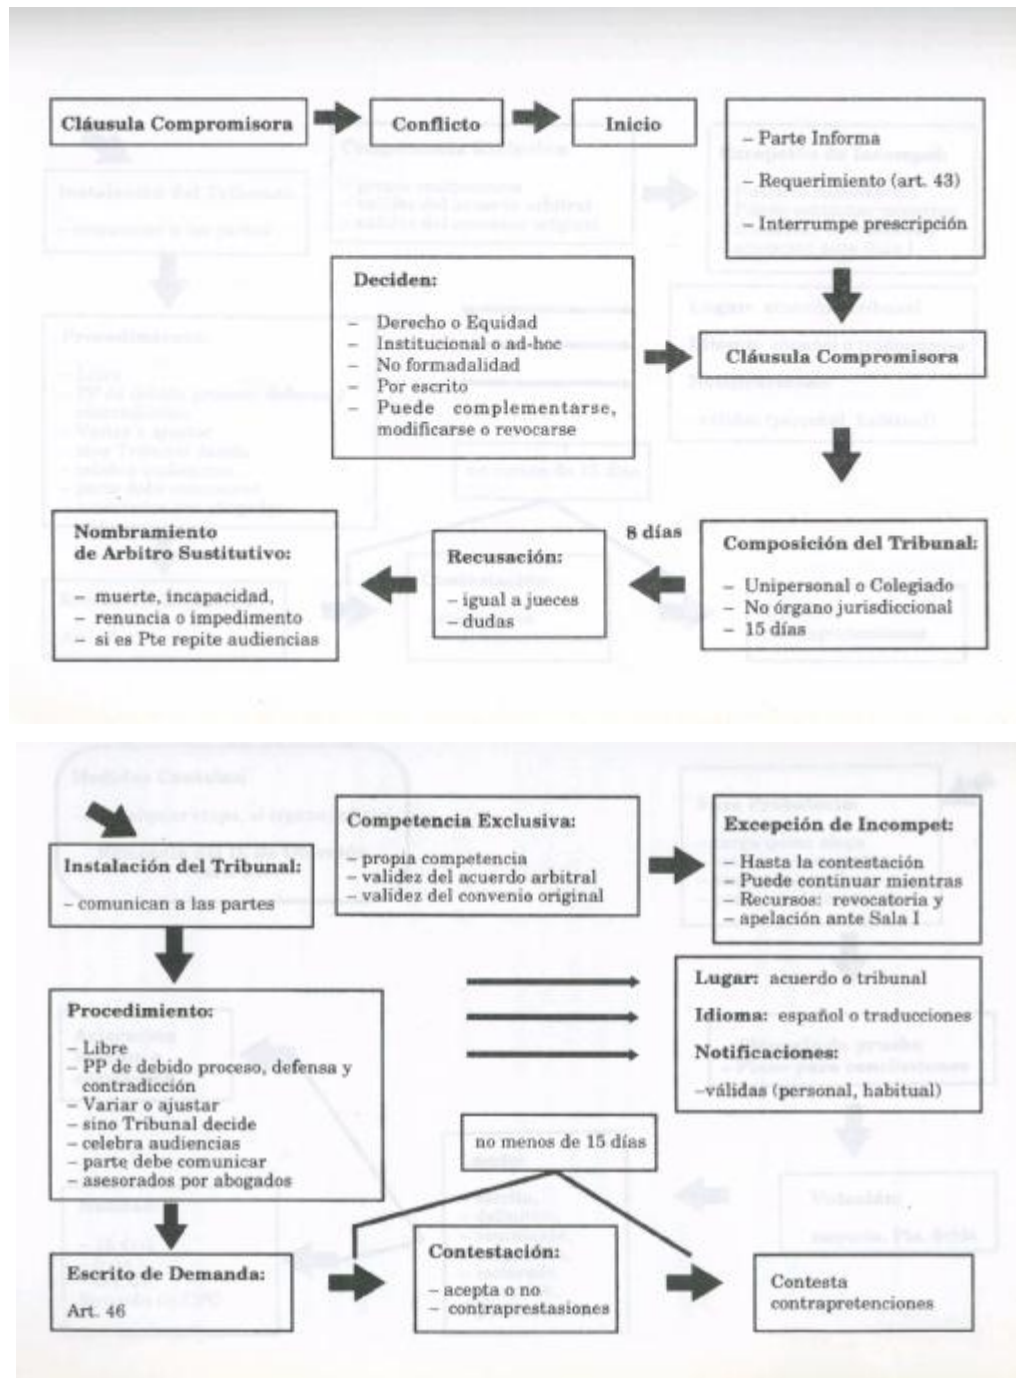 Cláusula Compromisora
Conflicto
Inicio
– Parte Informa
– Requerimiento (art. 43)
– Interrumpe prescripción
Deciden:
– Derecho o Equidad
– Institucional o ad-hoc
– No formadalidad
– Por escrito
– Puede complementarse,
modificarse o revocarse
Cláusula Compromisora
Nombramiento
de Arbitro Sustitutivo:
– muerte, incapacidad,
– renuncia o impedimento
– si es Pte repite audiencias
Recusación:
– igual a jueces
– dudas
8 días
Composición del Tribunal:
– Unipersonal o Colegiado
– No órgano jurisdiccional
– 15 días
Instalación del Tribunal:
– comunican a las partes
Competencia Exclusiva:
– propia competencia
– validez del acuerdo arbitral
– validez del convenio original
Excepción de Incompet:
– Hasta la contestación
– Puede continuar mientras
– Recursos: revocatoria y
– apelación ante Sala I
Procedimiento:
– Libre
– PP de debido proceso, defensa y
contradicción
– Variar o ajustar
– sino Tribunal decide
– celebra audiencias
– parte debe comunicar
– asesorados por abogados
Lugar: acuerdo o tribunal
Idioma: español o traducciones
Notificaciones:
–válidas (personal, habitual)
no menos de 15 días
Escrito de Demanda:
Art. 46
Contestación:
– acepta o no
– contraprestasiones
Contesta
contrapretenciones